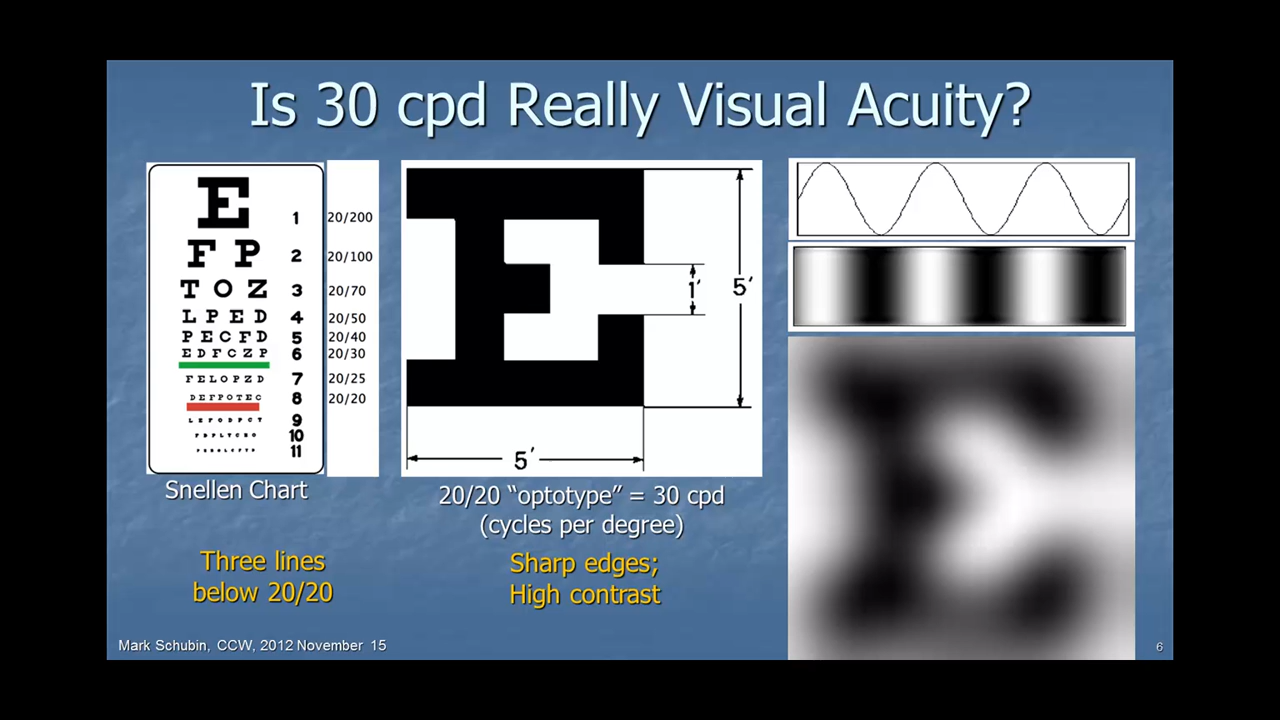 Is 30 cpd Really Visual Acuity?
E 1 20/200
F P 2 20/100
T O Z 3 20/70
L P E D 4 20/50
P E C F D 5 20/40
E D F C Z P 6 20/30
F E L O P Z D 7 20/25
D E F P O T E C 8 20/20
L E F O D P C T 9
F D P L T C E O 10
11
Snellen Chart
E
1′
5′
5′
20/20 “optotype” = 30 cpd
(cycles per degree)
Three lines
below 20/20
Sharp edges;
High contrast
E
Mark Schubin, CCW, 2012 November 15
6